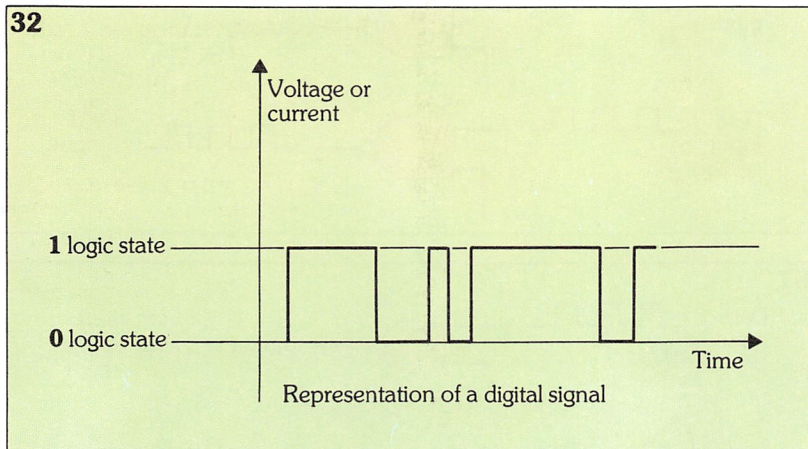 32
Voltage or
current
1 logic state
0 logic state
Time
Representation of a digital signal